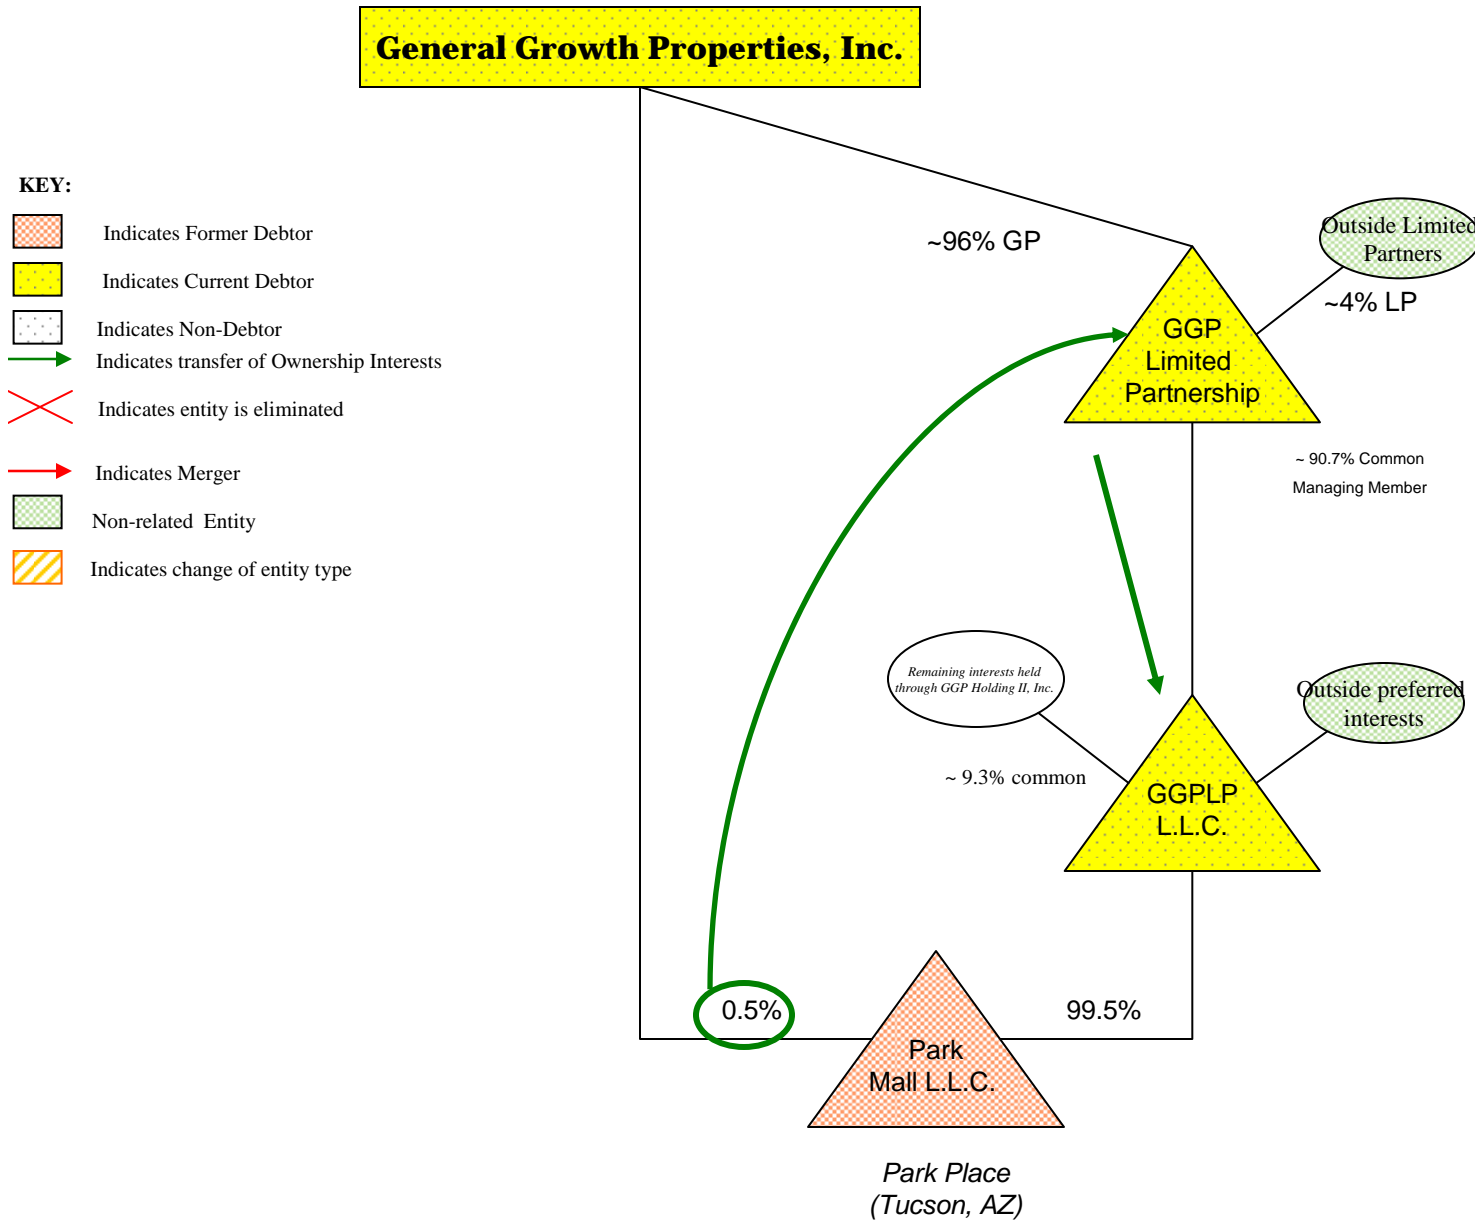 General Growth Properties, Inc.
KEY:
Indicates Former Debtor
Indicates Current Debtor
Indicates Non-Debtor
Indicates transfer of Ownership Interests
Indicates entity is eliminated
Indicates Merger
Non-related Entity
Indicates change of entity type
~96% GP
Outside Limited
Partners
~4% LP
GGP
Limited
Partnership
~ 90.7% Common
Managing Member
Remaining interests held
through GGP Holding II, Inc.
~ 9.3% common
Outside preferred
interests
GGPLP
L.L.C.
0.5%
99.5%
Park
Mall L.L.C.
Park Place
(Tucson, AZ)